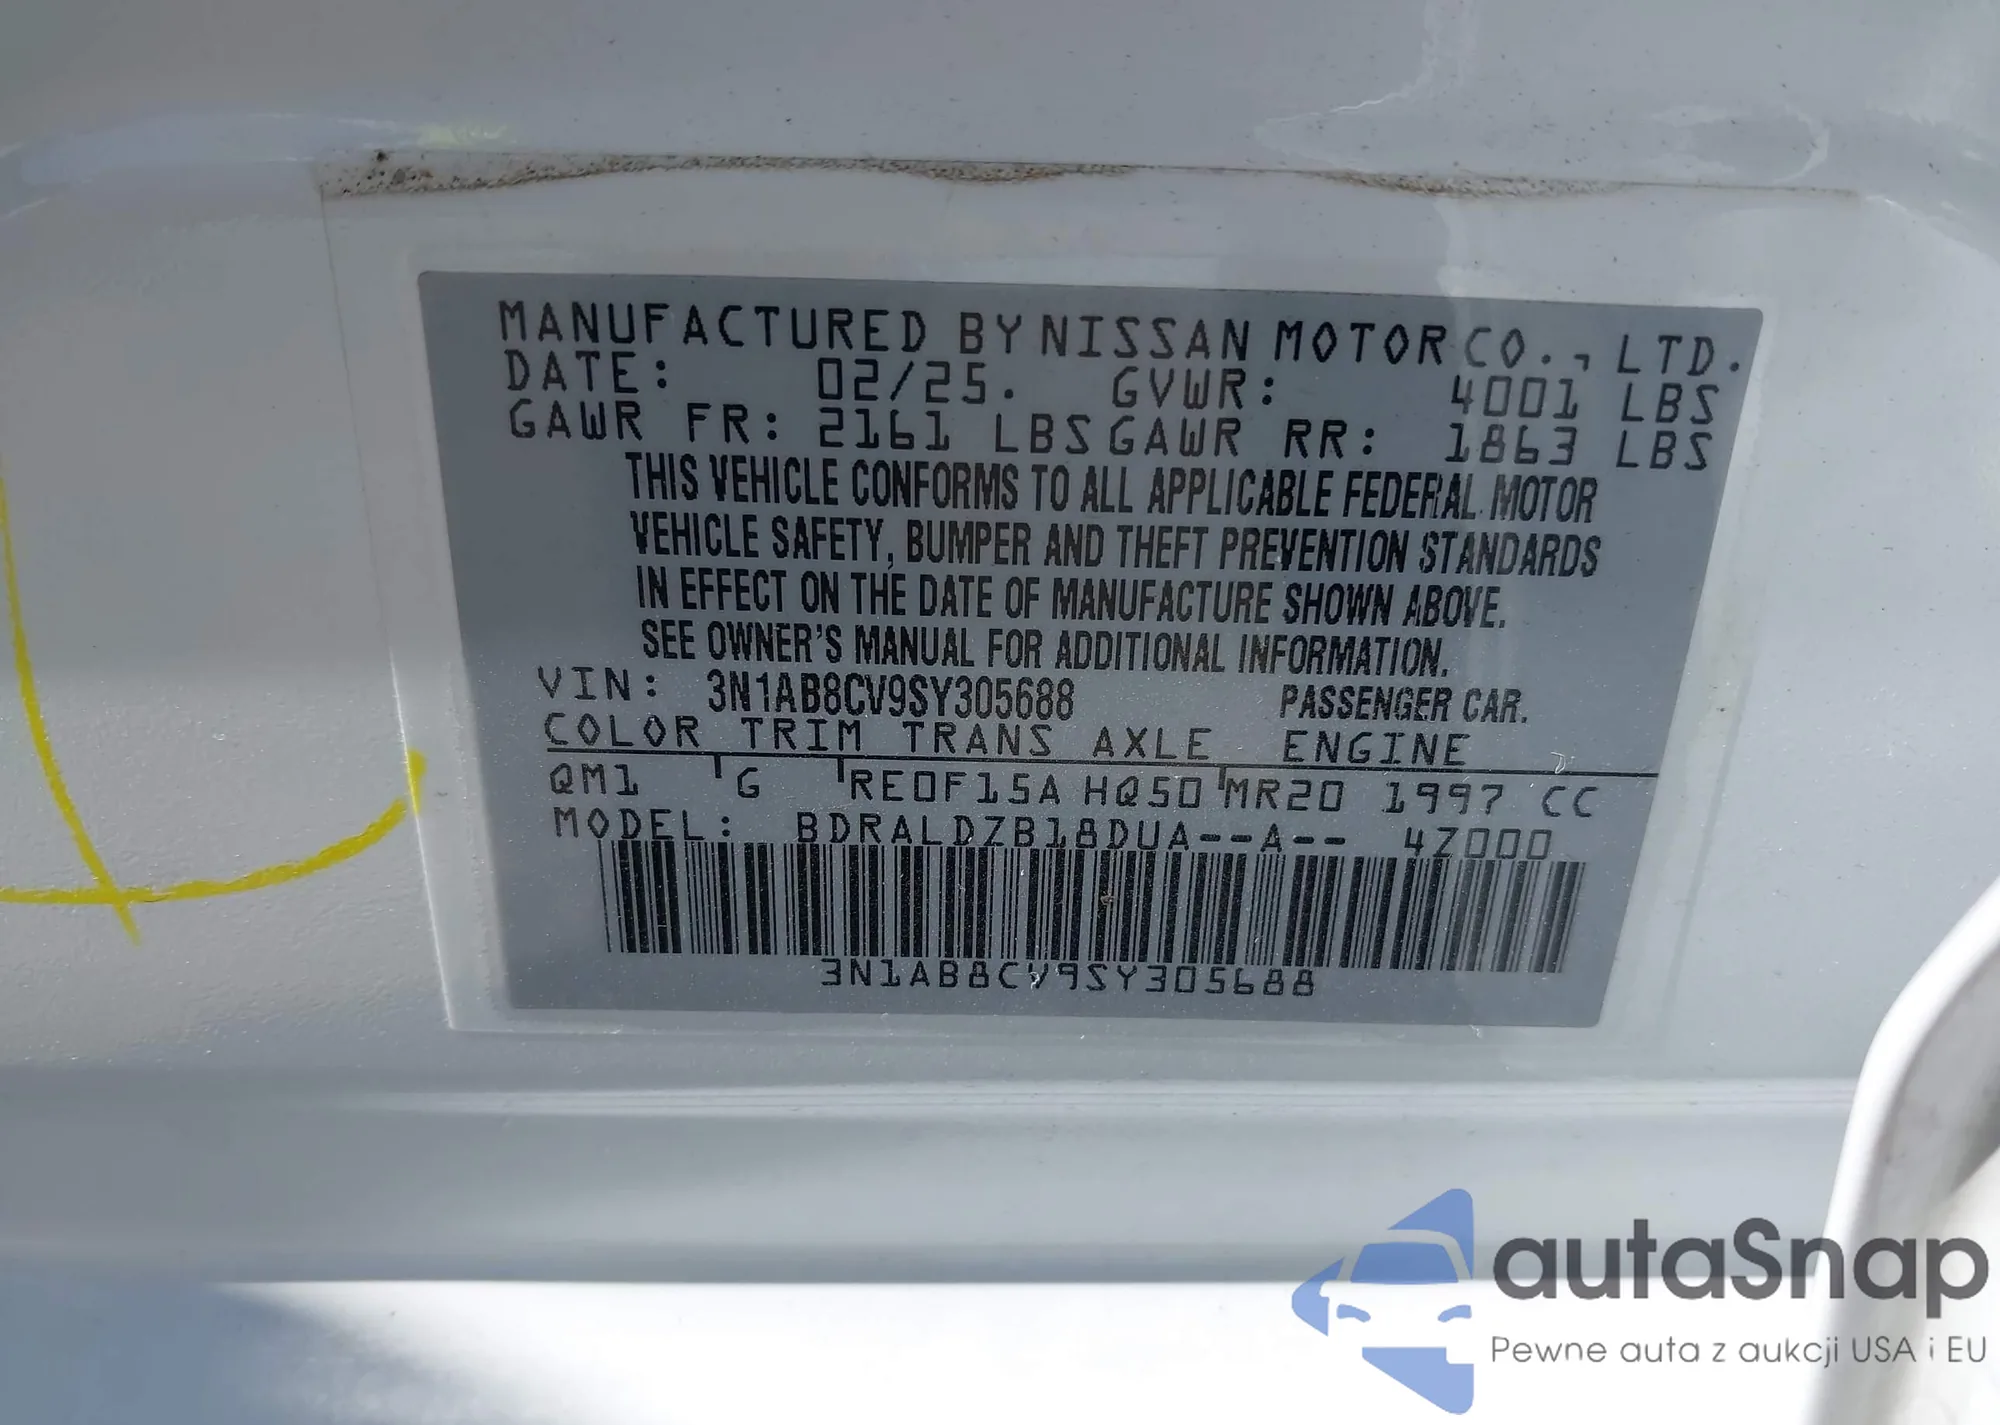 MANUFACTURED BY NISSAN MOTOR CO., LTD.
DATE: 02/25. GVWR: 4001 LBS
GAWR FR: 2161 LBS GAWR RR: 1863 LBS
THIS VEHICLE CONFORMS TO ALL APPLICABLE FEDERAL MOTOR
VEHICLE SAFETY, BUMPER AND THEFT PREVENTION STANDARDS
IN EFFECT ON THE DATE OF MANUFACTURE SHOWN ABOVE.
SEE OWNER'S MANUAL FOR ADDITIONAL INFORMATION.
VIN: 3N1AB8CV9SY305688 PASSENGER CAR.
COLOR TRIM TRANS AXLE ENGINE
QM1 G RE0F15A HQ50 MR20 1997 CC
MODEL: BDRALDZB18DUA--A-- 4Z000
3N1AB8CV9SY305688
autaSnap
Pewne auta z aukcji USA i EU